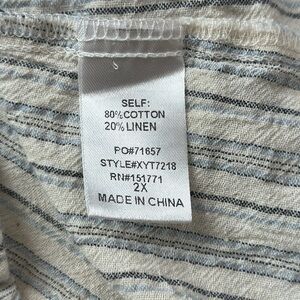 SELF:
80%COTTON
20%LINEN
PO#71657
STYLE#XYT7218
RN#151771
2X
MADE IN CHINA